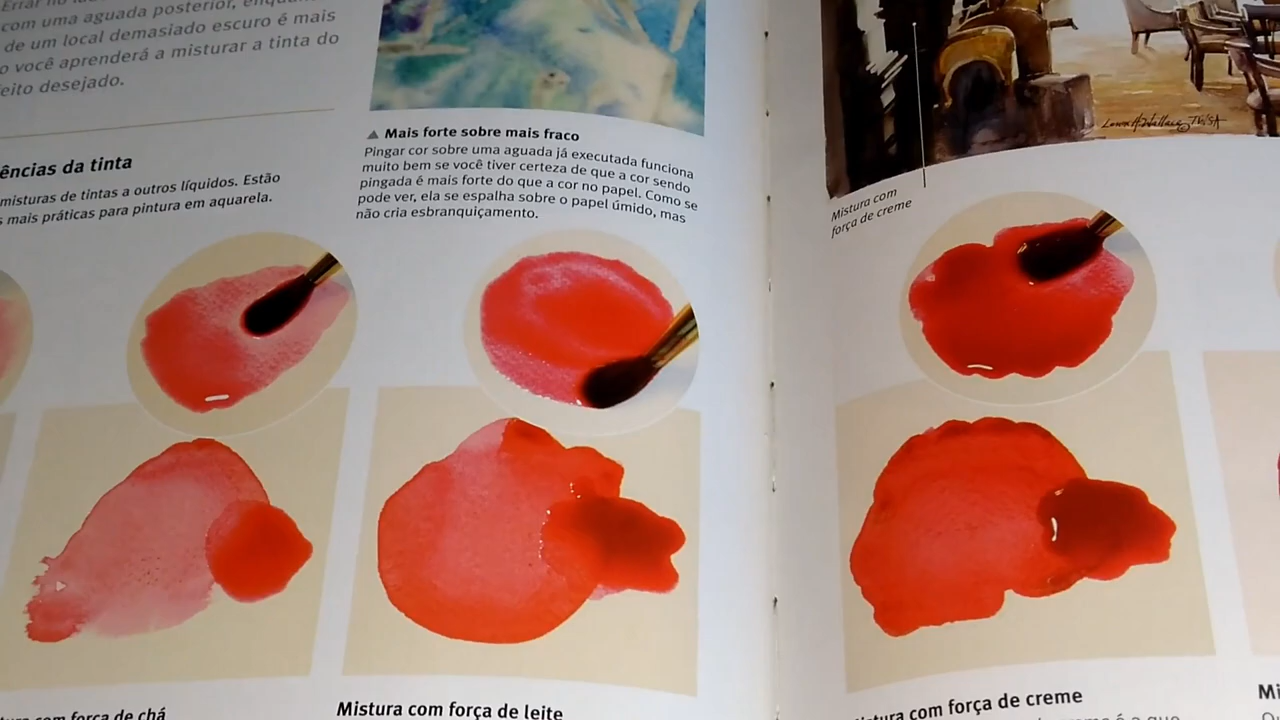 com uma aguada posterior,
de um local demasiado escuro é mais
o você aprenderá a misturar a tinta do
eito desejado.
ências da tinta
misturas de tintas a outros líquidos. Estão
s mais práticas para pintura em aquarela.
▲ Mais forte sobre mais fraco
Pingar cor sobre uma aguada já executada funciona
muito bem se você tiver certeza de que a cor sendo
pingada é mais forte do que a cor no papel. Como se
pode ver, ela se espalha sobre o papel úmido, mas
não cria esbranquiçamento.
Mistura com
força de creme
tura com força de chá
Mistura com força de leite
istura com força de creme
Mi